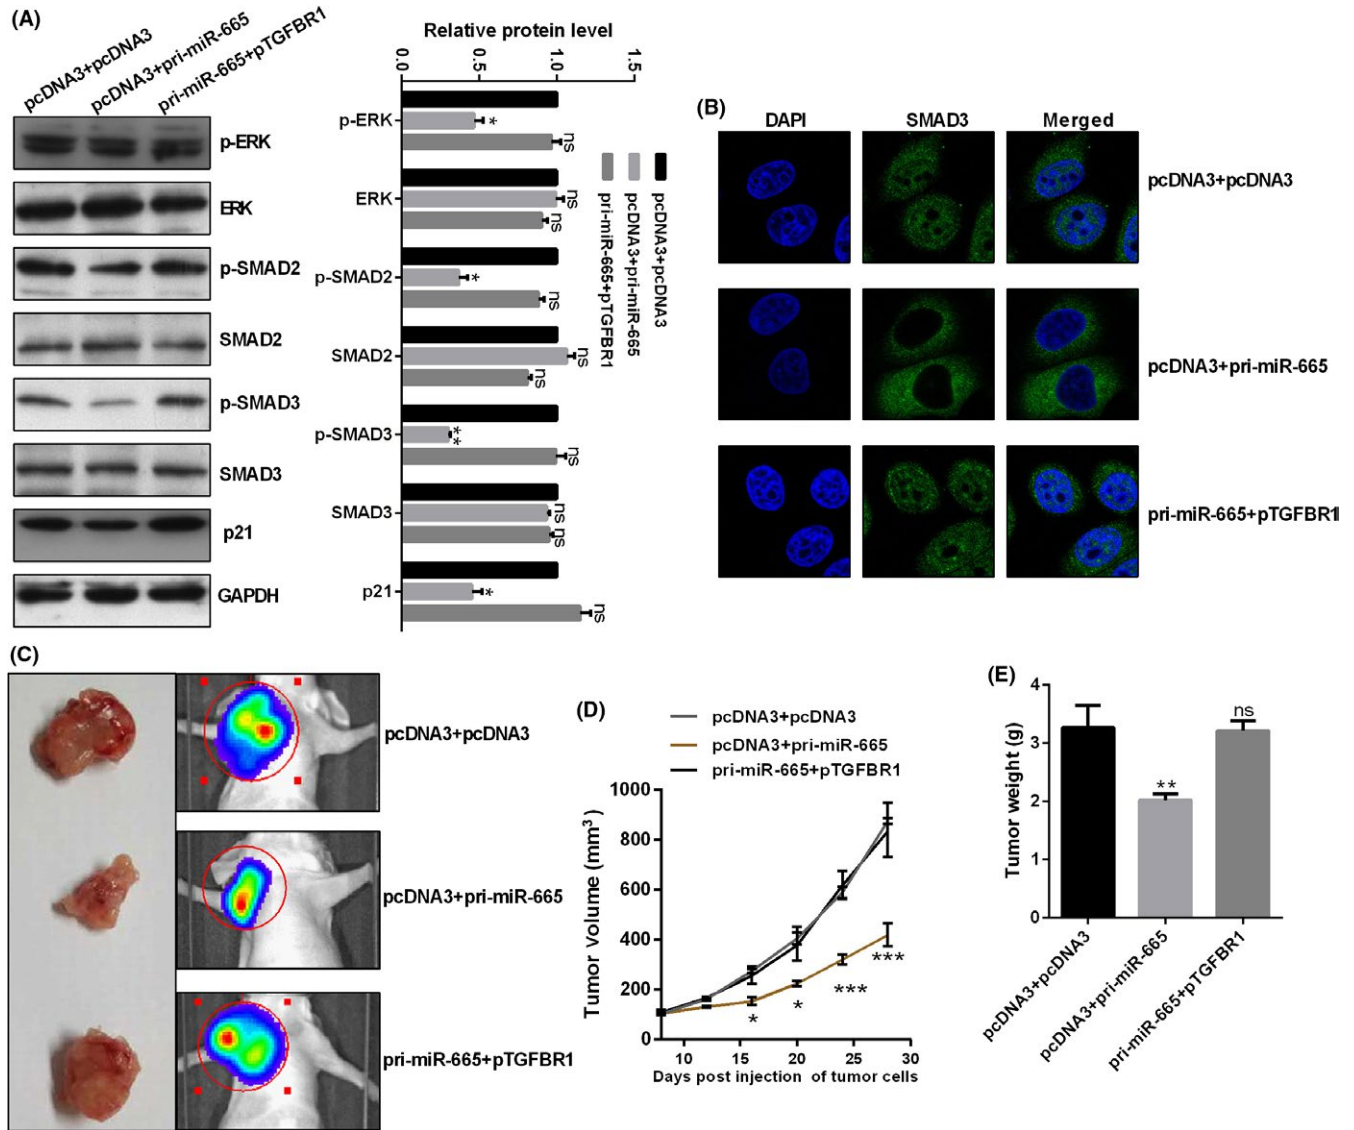 (A)
pcDNA3+pcDNA3
pcDNA3+pri-miR-665
pri-miR-665+pTGFBR1
p-ERK
ERK
p-SMAD2
SMAD2
p-SMAD3
SMAD3
p21
GAPDH
Relative protein level
0.0 0.5 1.0 1.5
p-ERK
*
ns
ERK
ns
ns
p-SMAD2
*
ns
SMAD2
ns
ns
p-SMAD3
**
ns
SMAD3
ns
ns
p21
*
ns
pcDNA3+pcDNA3
pcDNA3+pri-miR-665
pri-miR-665+pTGFBR1
(B)
DAPI SMAD3 Merged
pcDNA3+pcDNA3
pcDNA3+pri-miR-665
pri-miR-665+pTGFBR1
(C)
pcDNA3+pcDNA3
pcDNA3+pri-miR-665
pri-miR-665+pTGFBR1
(D)
pcDNA3+pcDNA3
pcDNA3+pri-miR-665
pri-miR-665+pTGFBR1
Tumor Volume (mm³)
1000
800
600
400
200
0
* * *** ***
10 15 20 25 30
Days post injection of tumor cells
(E)
Tumor weight (g)
4
3
2
1
0
** ns
pcDNA3+pcDNA3
pcDNA3+pri-miR-665
pri-miR-665+pTGFBR1